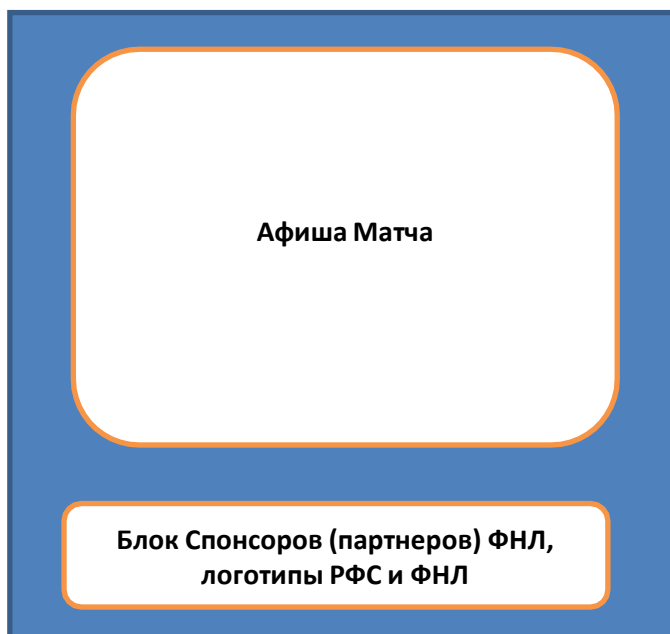 Афиша Матча
Блок Спонсоров (партнеров) ФНЛ,
логотипы РФС и ФНЛ